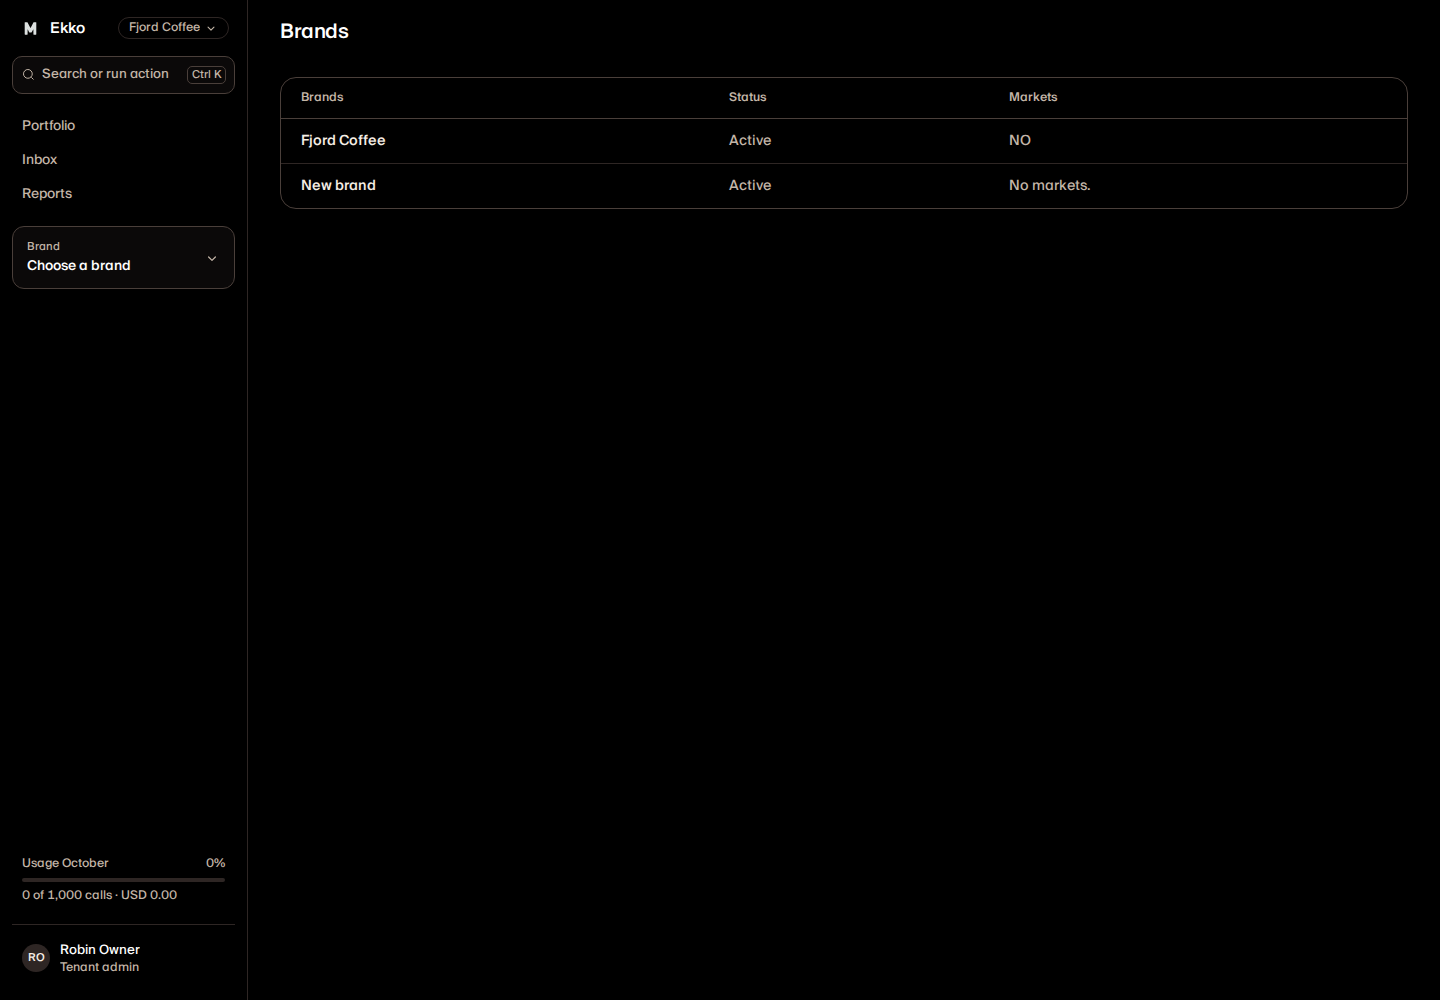 Ekko
Fjord Coffee
Search or run action
Ctrl K
Portfolio
Inbox
Reports
Brand
Choose a brand
Usage October
0%
0 of 1,000 calls · USD 0.00
RO
Robin Owner
Tenant admin
Brands
Brands Status Markets
Fjord Coffee Active NO
New brand Active No markets.